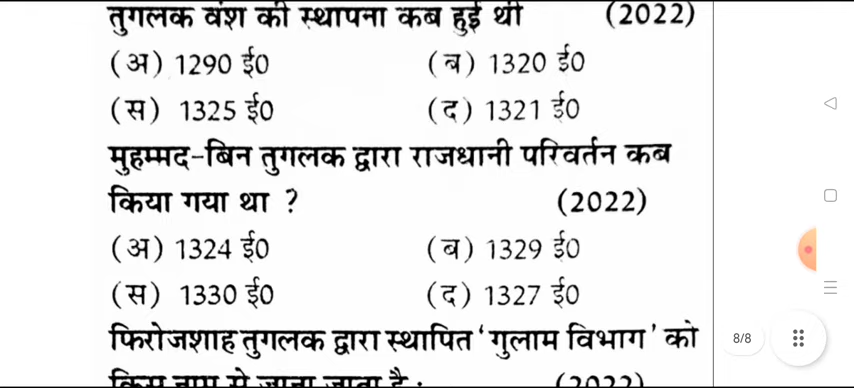 तुगलक वंश की स्थापना कब हुई थी (2022)
(अ) 1290 ई0 (ब) 1320 ई0
(स) 1325 ई0 (द) 1321 ई0
मुहम्मद-बिन तुगलक द्वारा राजधानी परिवर्तन कब
किया गया था ? (2022)
(अ) 1324 ई0 (ब) 1329 ई0
(स) 1330 ई0 (द) 1327 ई0
फिरोजशाह तुगलक द्वारा स्थापित ‘गुलाम विभाग’ को
किस नाम से जाना जाता है : (2022)
8/8